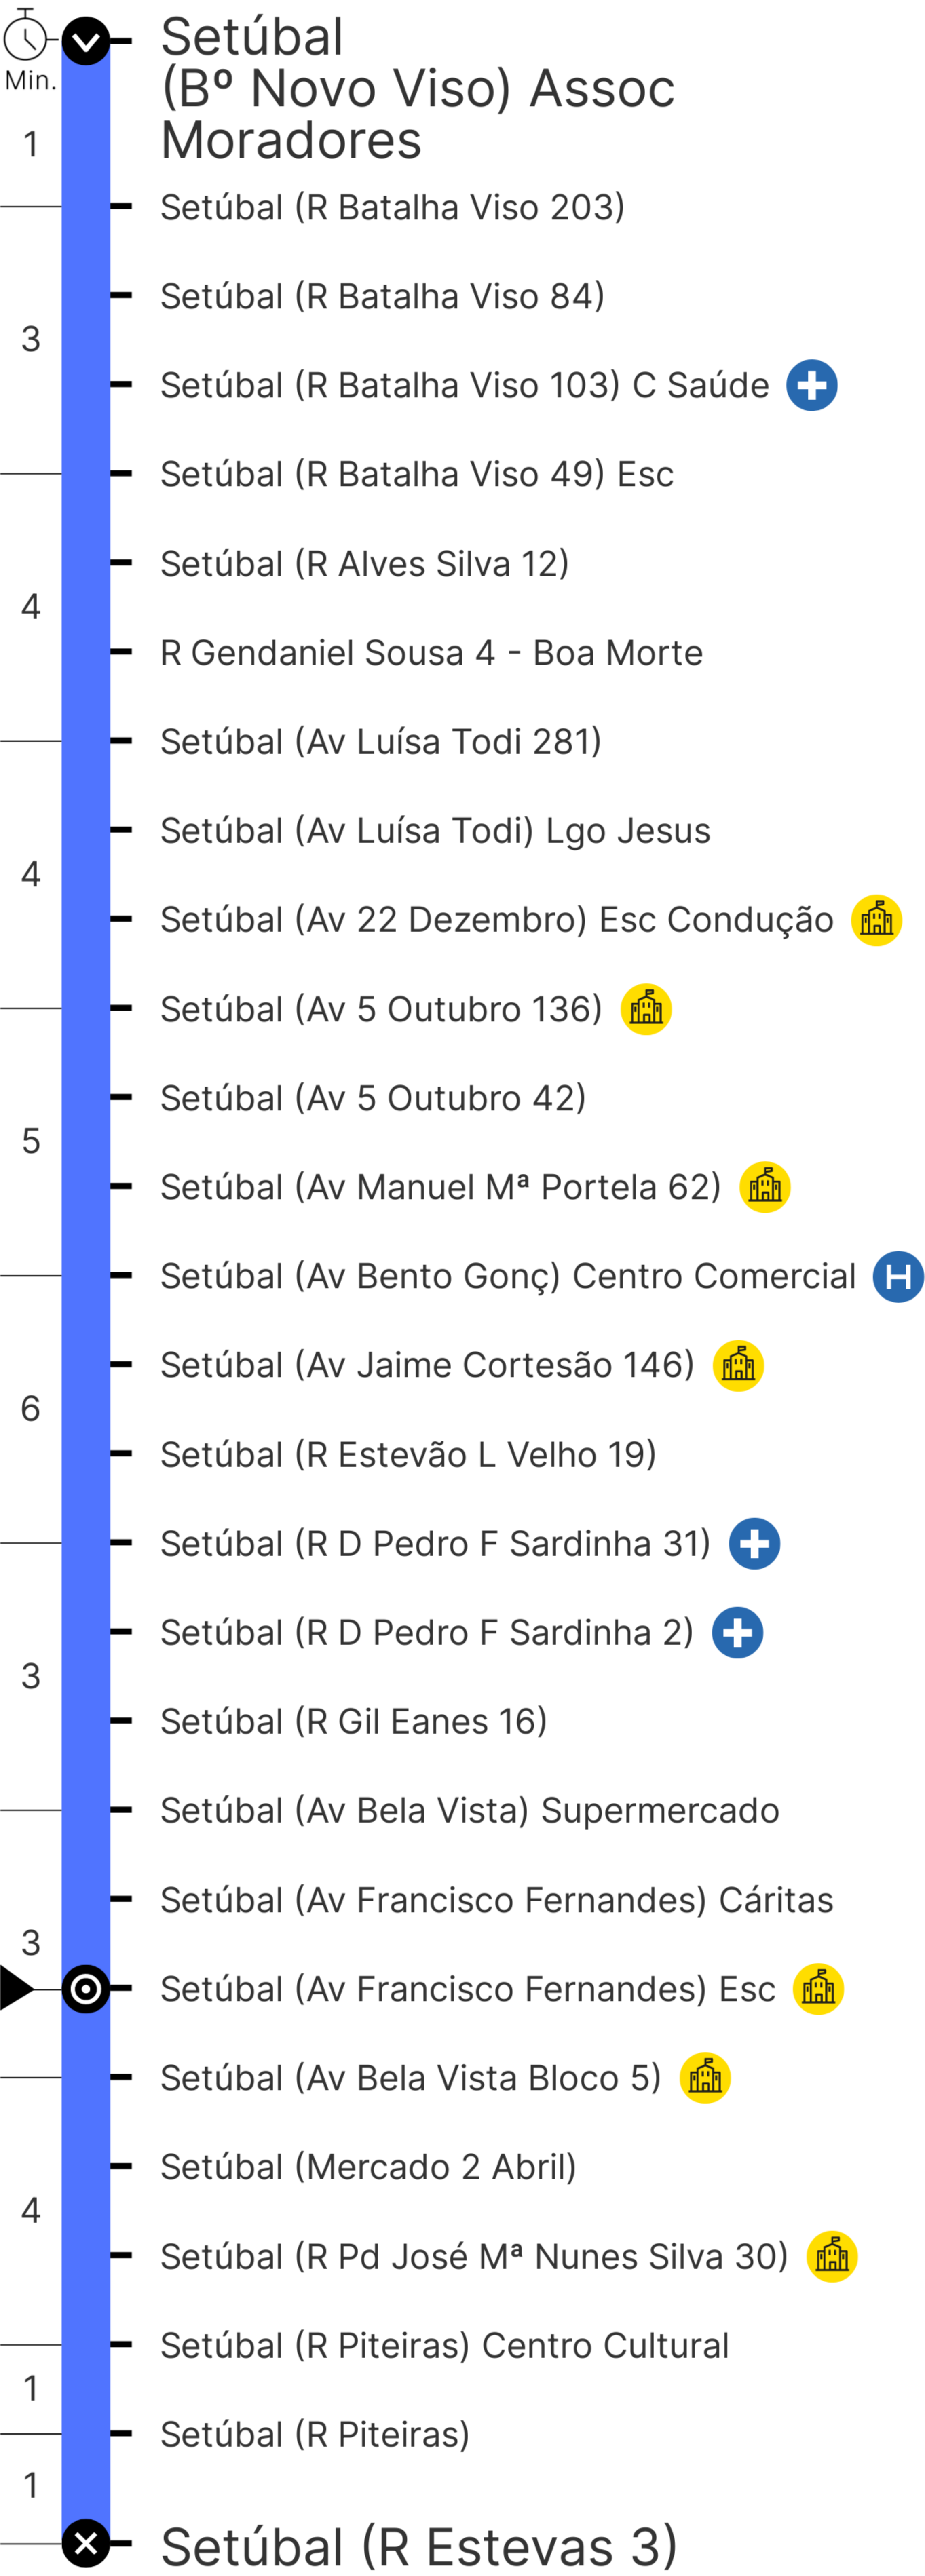 Setúbal
(Bº Novo Viso) Assoc
Moradores
Min.
1
Setúbal (R Batalha Viso 203)
Setúbal (R Batalha Viso 84)
3
Setúbal (R Batalha Viso 103) C Saúde
Setúbal (R Batalha Viso 49) Esc
Setúbal (R Alves Silva 12)
4
R Gendaniel Sousa 4 - Boa Morte
Setúbal (Av Luísa Todi 281)
Setúbal (Av Luísa Todi) Lgo Jesus
4
Setúbal (Av 22 Dezembro) Esc Condução
Setúbal (Av 5 Outubro 136)
Setúbal (Av 5 Outubro 42)
5
Setúbal (Av Manuel Mª Portela 62)
Setúbal (Av Bento Gonç) Centro Comercial H
Setúbal (Av Jaime Cortesão 146)
6
Setúbal (R Estevão L Velho 19)
Setúbal (R D Pedro F Sardinha 31)
Setúbal (R D Pedro F Sardinha 2)
3
Setúbal (R Gil Eanes 16)
Setúbal (Av Bela Vista) Supermercado
Setúbal (Av Francisco Fernandes) Cáritas
3
Setúbal (Av Francisco Fernandes) Esc
Setúbal (Av Bela Vista Bloco 5)
Setúbal (Mercado 2 Abril)
4
Setúbal (R Pd José Mª Nunes Silva 30)
Setúbal (R Piteiras) Centro Cultural
1
Setúbal (R Piteiras)
1
Setúbal (R Estevas 3)